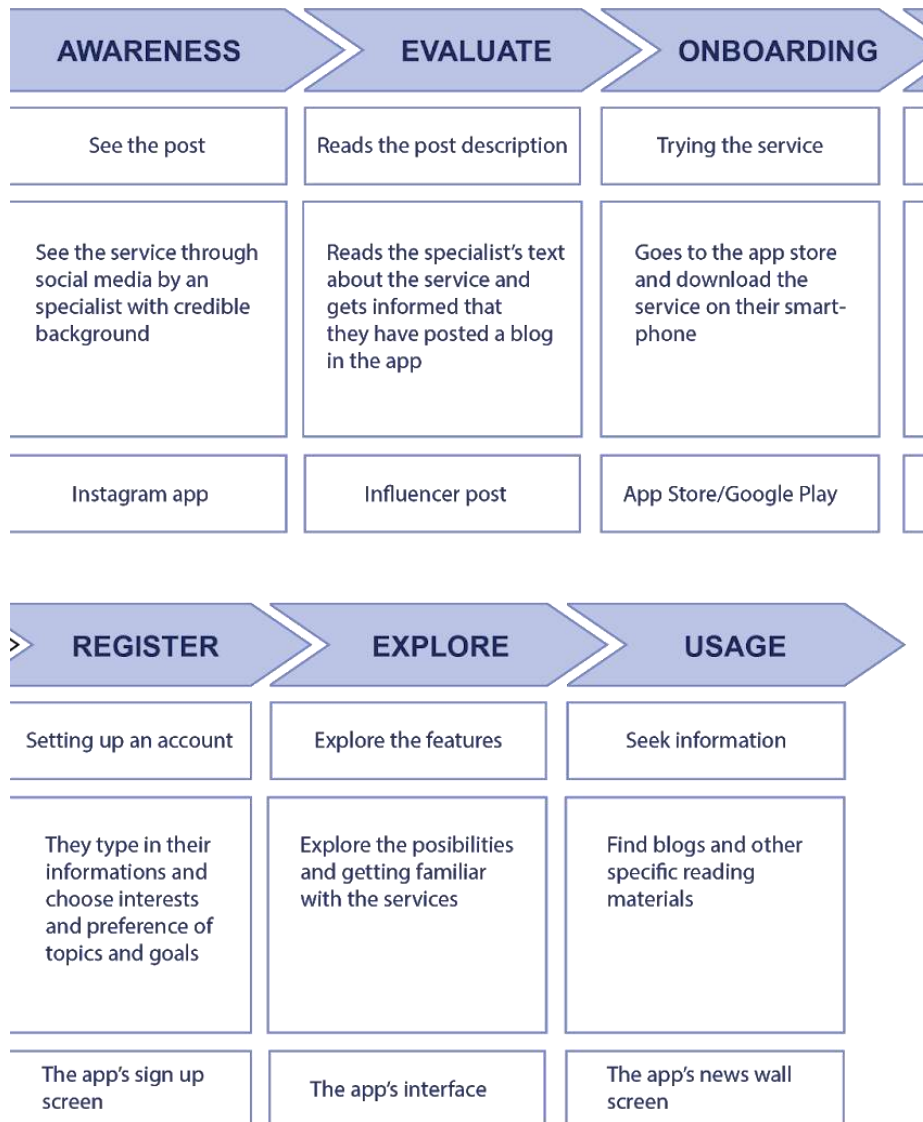 AWARENESS
EVALUATE
ONBOARDING
See the post
Reads the post description
Trying the service
See the service through
social media by an
specialist with credible
background
Reads the specialist's text
about the service and
gets informed that
they have posted a blog
in the app
Goes to the app store
and download the
service on their smart-
phone
Instagram app
Influencer post
App Store/Google Play
REGISTER
EXPLORE
USAGE
Setting up an account
Explore the features
Seek information
They type in their
informations and
choose interests
and preference of
topics and goals
Explore the posibilities
and getting familiar
with the services
Find blogs and other
specific reading
materials
The app's sign up
screen
The app's interface
The app's news wall
screen